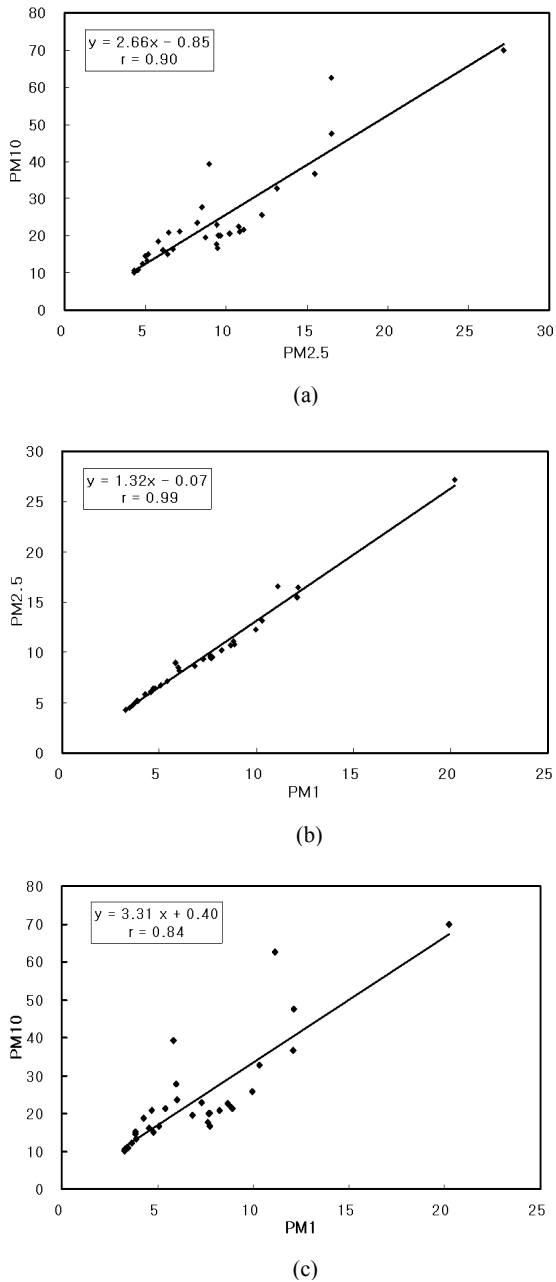 80
y = 2.66x − 0.85
r = 0.90
70
60
50
PM10
40
30
20
10
0
0 5 10 15 20 25 30
PM2.5
(a)
30
y = 1.32x − 0.07
r = 0.99
25
20
PM2.5
15
10
5
0
0 5 10 15 20 25
PM1
(b)
80
y = 3.31 x + 0.40
r = 0.84
70
60
50
PM10
40
30
20
10
0
0 5 10 15 20 25
PM1
(c)